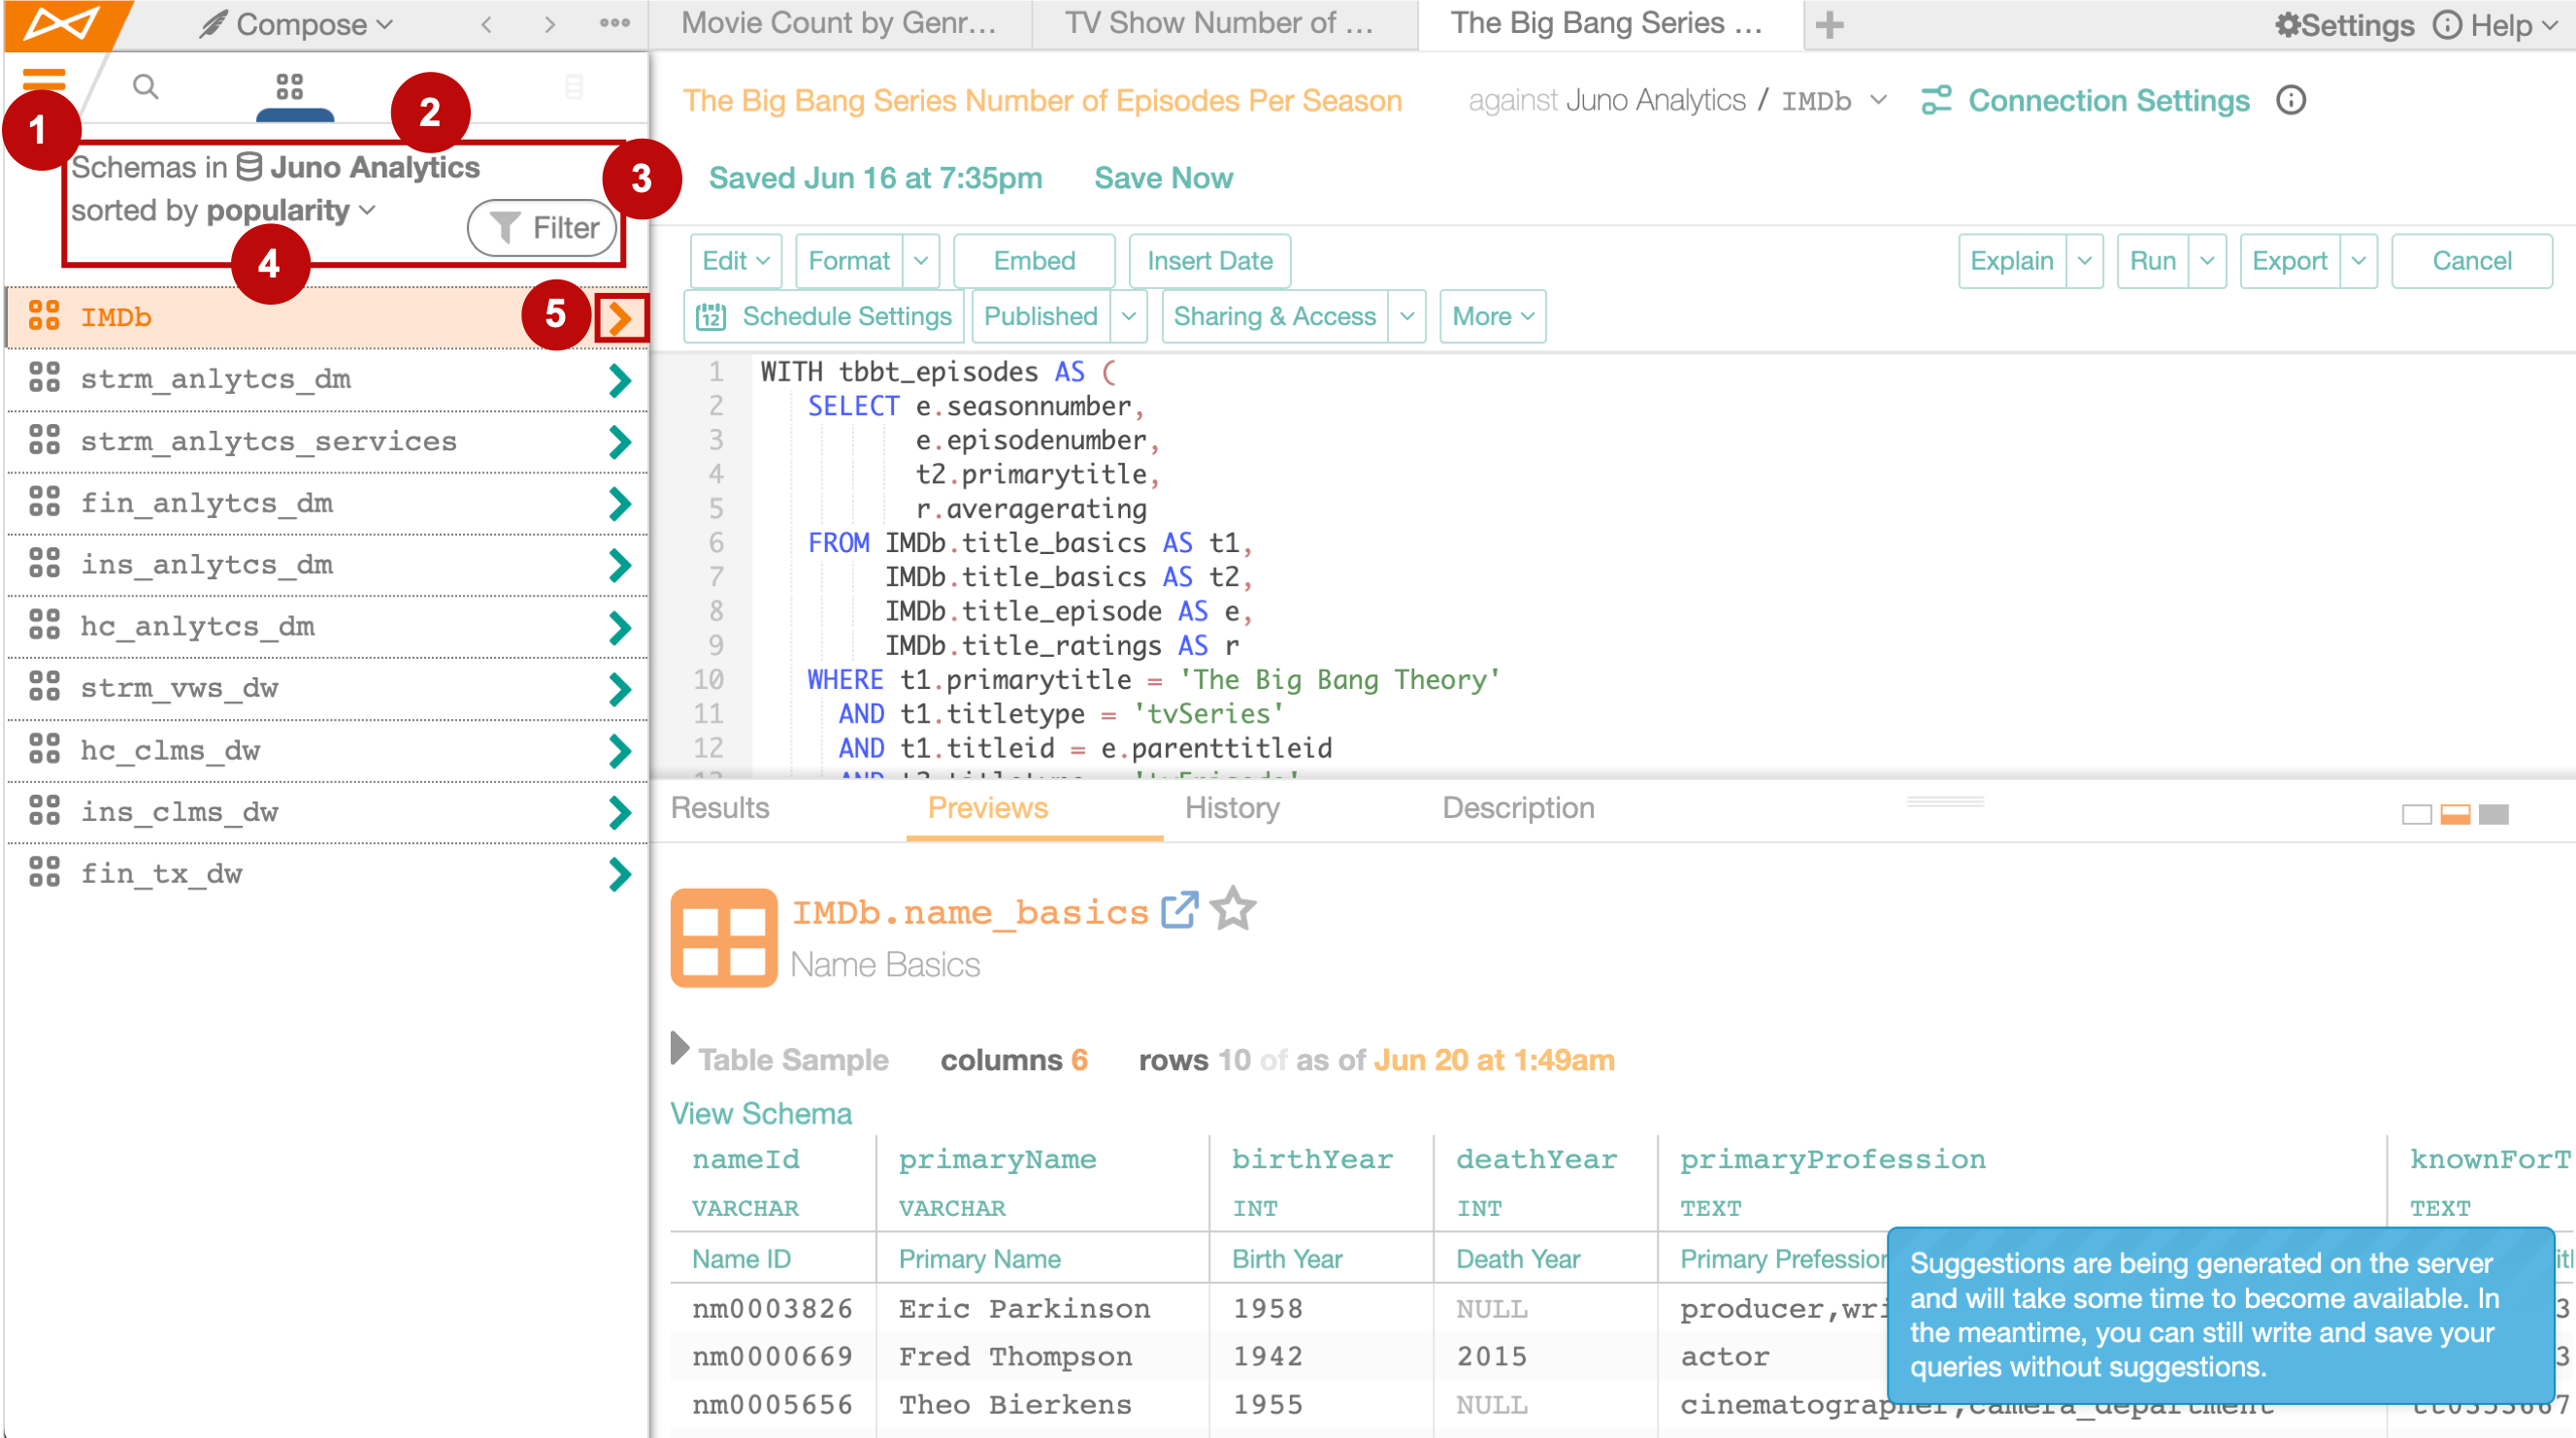 Compose
Movie Count by Genr...
TV Show Number of ...
The Big Bang Series ...
Settings
Help
1
2
3
4
5
Schemas in Juno Analytics
sorted by popularity
Filter
IMDb
strm_anlytcs_dm
strm_anlytcs_services
fin_anlytcs_dm
ins_anlytcs_dm
hc_anlytcs_dm
strm_vws_dw
hc_clms_dw
ins_clms_dw
fin_tx_dw
The Big Bang Series Number of Episodes Per Season
against Juno Analytics / IMDb
Connection Settings
Saved Jun 16 at 7:35pm Save Now
Edit Format Embed Insert Date Explain Run Export Cancel
12 Schedule Settings Published Sharing & Access More
1 WITH tbbt_episodes AS (
2 SELECT e.seasonnumber,
3 e.episodenumber,
4 t2.primarytitle,
5 r.averagerating
6 FROM IMDb.title_basics AS t1,
7 IMDb.title_basics AS t2,
8 IMDb.title_episode AS e,
9 IMDb.title_ratings AS r
10 WHERE t1.primarytitle = 'The Big Bang Theory'
11 AND t1.titletype = 'tvSeries'
12 AND t1.titleid = e.parenttitleid
Results Previews History Description
IMDb.name_basics
Name Basics
Table Sample columns 6 rows 10 of as of Jun 20 at 1:49am
View Schema
nameId primaryName birthYear deathYear primaryProfession knownForT
VARCHAR VARCHAR INT INT TEXT TEXT
Name ID Primary Name Birth Year Death Year Primary Prefession
nm0003826 Eric Parkinson 1958 NULL producer,wri
nm0000669 Fred Thompson 1942 2015 actor
nm0005656 Theo Bierkens 1955 NULL cinematographer,camera_department
Suggestions are being generated on the server
and will take some time to become available. In
the meantime, you can still write and save your
queries without suggestions.